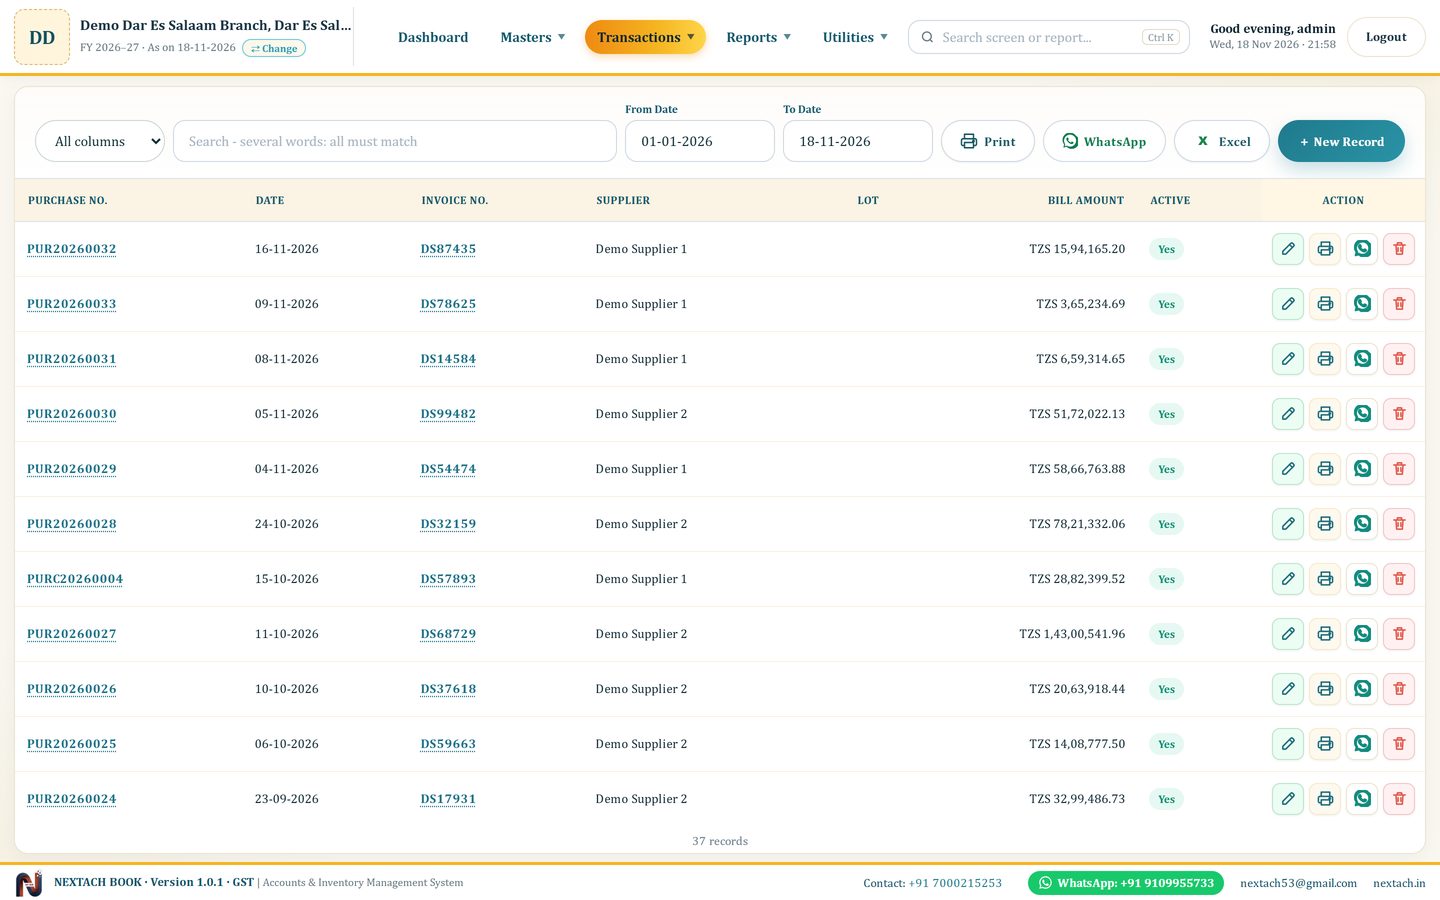 DD
Demo Dar Es Salaam Branch, Dar Es Sal...
FY 2026-27 · As on 18-11-2026 ⇄ Change
Dashboard Masters ▼ Transactions ▼ Reports ▼ Utilities ▼
Search screen or report... Ctrl K
Good evening, admin
Wed, 18 Nov 2026 · 21:58
Logout
From Date To Date
All columns Search - several words: all must match 01-01-2026 18-11-2026 Print WhatsApp X Excel + New Record
PURCHASE NO. DATE INVOICE NO. SUPPLIER LOT BILL AMOUNT ACTIVE ACTION
PUR20260032 16-11-2026 DS87435 Demo Supplier 1 TZS 15,94,165.20 Yes
PUR20260033 09-11-2026 DS78625 Demo Supplier 1 TZS 3,65,234.69 Yes
PUR20260031 08-11-2026 DS14584 Demo Supplier 1 TZS 6,59,314.65 Yes
PUR20260030 05-11-2026 DS99482 Demo Supplier 2 TZS 51,72,022.13 Yes
PUR20260029 04-11-2026 DS54474 Demo Supplier 1 TZS 58,66,763.88 Yes
PUR20260028 24-10-2026 DS32159 Demo Supplier 2 TZS 78,21,332.06 Yes
PURC20260004 15-10-2026 DS57893 Demo Supplier 1 TZS 28,82,399.52 Yes
PUR20260027 11-10-2026 DS68729 Demo Supplier 2 TZS 1,43,00,541.96 Yes
PUR20260026 10-10-2026 DS37618 Demo Supplier 2 TZS 20,63,918.44 Yes
PUR20260025 06-10-2026 DS59663 Demo Supplier 2 TZS 14,08,777.50 Yes
PUR20260024 23-09-2026 DS17931 Demo Supplier 2 TZS 32,99,486.73 Yes
37 records
NEXTACH BOOK · Version 1.0.1 · GST | Accounts & Inventory Management System
Contact: +91 7000215253 WhatsApp: +91 9109955733 nextach53@gmail.com nextach.in